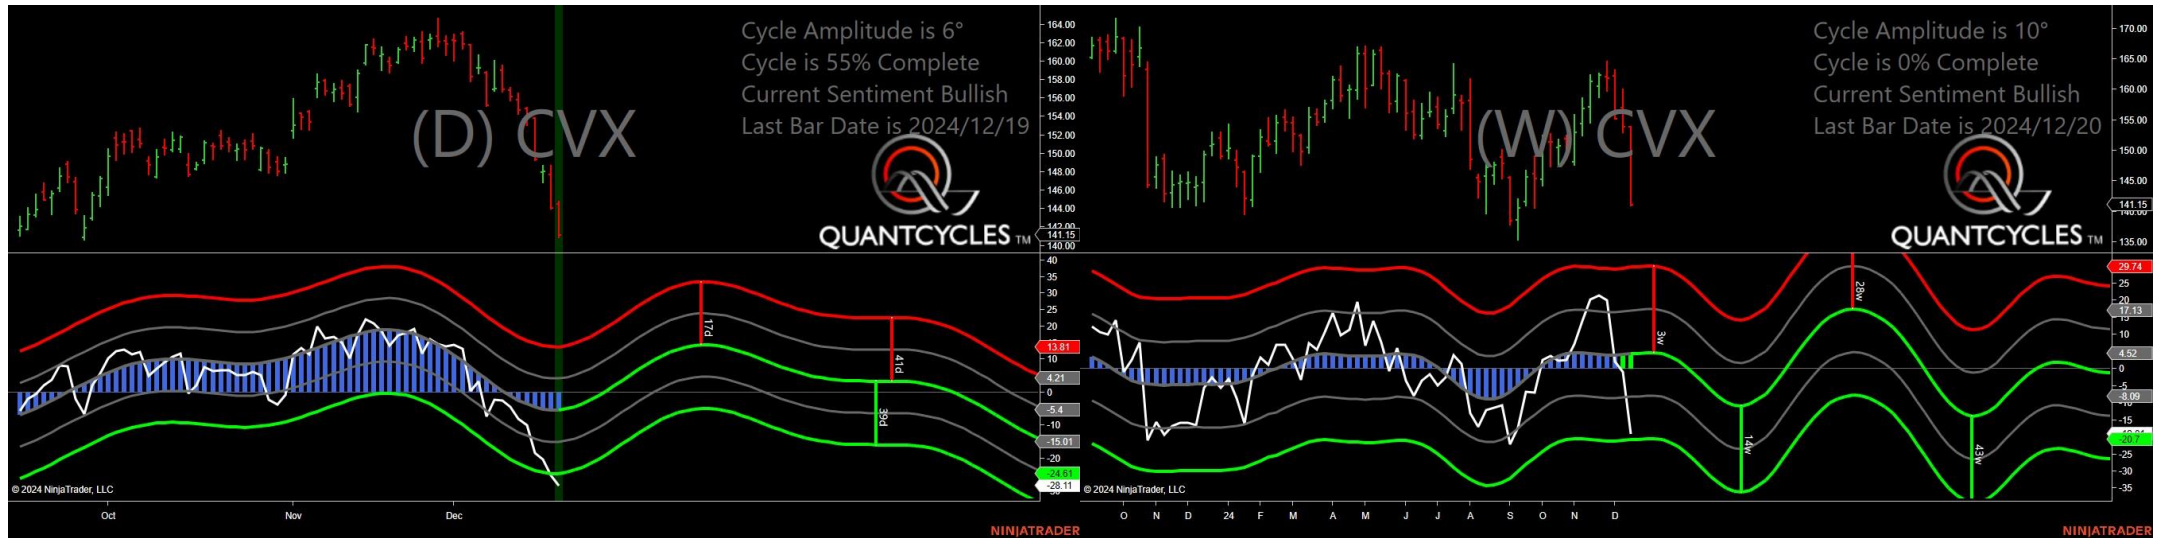 Cycle Amplitude is 6°
Cycle is 55% Complete
Current Sentiment Bullish
Last Bar Date is 2024/12/19
(D) CVX
QUANTCYCLES TM
164.00
162.00
160.00
158.00
156.00
154.00
152.00
150.00
148.00
146.00
144.00
142.00
141.15
140.00
40
35
30
25
20
13.81
10
4.21
0
-5.4
-10
-15.01
-20
-24.61
-28.11
17d
41d
39d
© 2024 NinjaTrader, LLC
Oct
Nov
Dec
NINJATRADER
Cycle Amplitude is 10°
Cycle is 0% Complete
Current Sentiment Bullish
Last Bar Date is 2024/12/20
(W) CVX
QUANTCYCLES TM
170.00
165.00
160.00
155.00
150.00
145.00
141.15
140.00
135.00
29.74
25
20
17.13
15
10
4.52
0
-5
-8.09
-15
-20.7
-25
-30
-35
3w
28w
14w
43w
© 2024 NinjaTrader, LLC
O
N
D
24
F
M
A
M
J
J
A
S
O
N
D
NINJATRADER